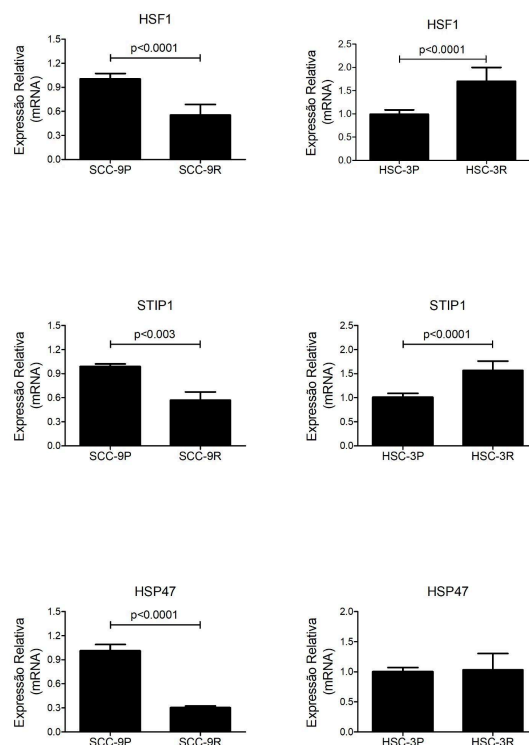 HSF1
Expressão Relativa
(mRNA)
1.5
1.2
0.9
0.6
0.3
0.0
p<0.0001
SCC-9P
SCC-9R
HSF1
Expressão Relativa
(mRNA)
2.5
2.0
1.5
1.0
0.5
0.0
p<0.0001
HSC-3P
HSC-3R
STIP1
Expressão Relativa
(mRNA)
1.5
1.2
0.9
0.6
0.3
0.0
p<0.003
SCC-9P
SCC-9R
STIP1
Expressão Relativa
(mRNA)
2.5
2.0
1.5
1.0
0.5
0.0
p<0.0001
HSC-3P
HSC-3R
HSP47
Expressão Relativa
(mRNA)
1.5
1.2
0.9
0.6
0.3
0.0
p<0.0001
SCC-9P
SCC-9R
HSP47
Expressão Relativa
(mRNA)
2.0
1.5
1.0
0.5
0.0
HSC-3P
HSC-3R